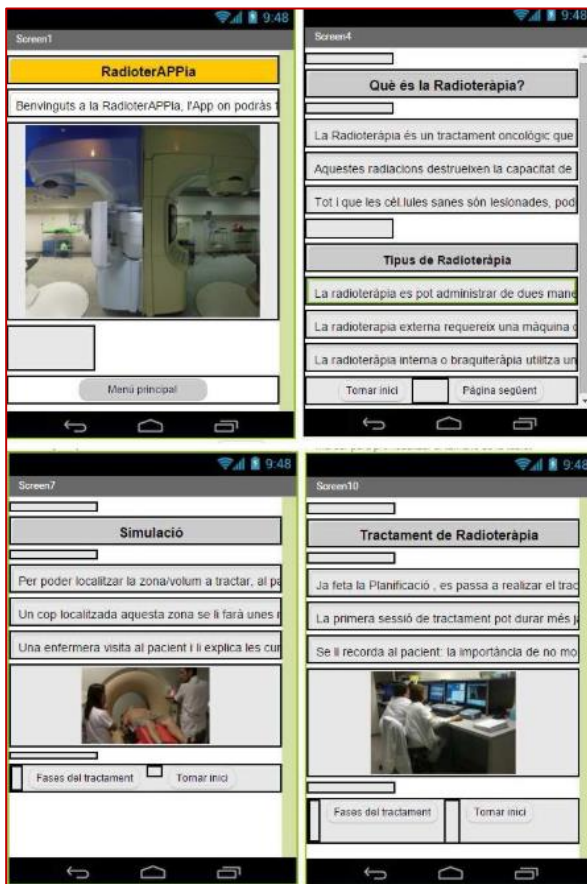 9:48
Screen1
RadioterAPPia
Benvinguts a la RadioterAPPia, l'App on podràs
Menú principal
9:48
Screen4
Què és la Radioteràpia?
La Radioteràpia és un tractament oncològic que
Aquestes radiacions destrueixen la capacitat de
Tot i que les cèl.lules sanes són lesionades, pod
Tipus de Radioteràpia
La radioteràpia es pot administrar de dues mane
La radioterapia externa requereix una màquina
La radioteràpia interna o braquiteràpia utilitza un
Tornar inici
Página següent
9:48
Screen7
Simulació
Per poder localitzar la zona/volum a tractar, al pa
Un cop localitzada aquesta zona se li farà unes
Una enfermera visita al pacient i li explica les cur
Fases del tractament
Tornar inici
9:48
Screen10
Tractament de Radioteràpia
Ja feta la Planificació , es passa a realizar el trac
La primera sessió de tractament pot durar més
Se li recorda al pacient: la importància de no mo
Fases del tractament
Tornar inici